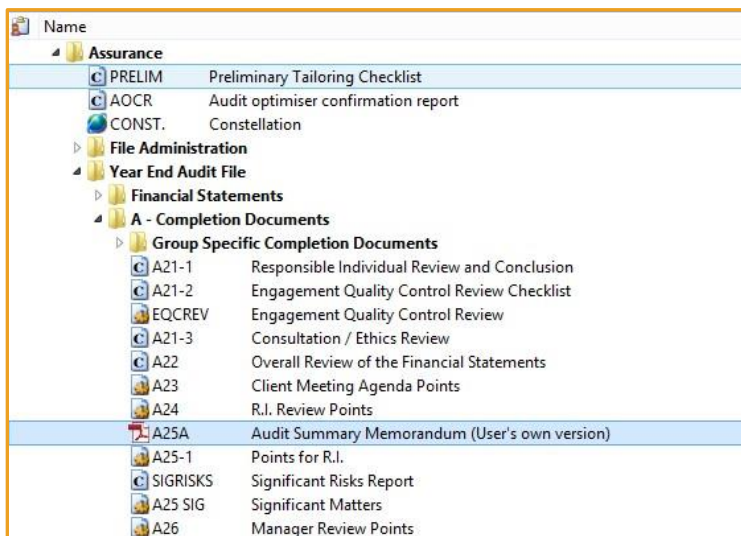 Name
Assurance
PRELIM Preliminary Tailoring Checklist
AOCR Audit optimiser confirmation report
CONST. Constellation
File Administration
Year End Audit File
Financial Statements
A - Completion Documents
Group Specific Completion Documents
A21-1 Responsible Individual Review and Conclusion
A21-2 Engagement Quality Control Review Checklist
EQCREV Engagement Quality Control Review
A21-3 Consultation / Ethics Review
A22 Overall Review of the Financial Statements
A23 Client Meeting Agenda Points
A24 R.I. Review Points
A25A Audit Summary Memorandum (User's own version)
A25-1 Points for R.I.
SIGRISKS Significant Risks Report
A25 SIG Significant Matters
A26 Manager Review Points